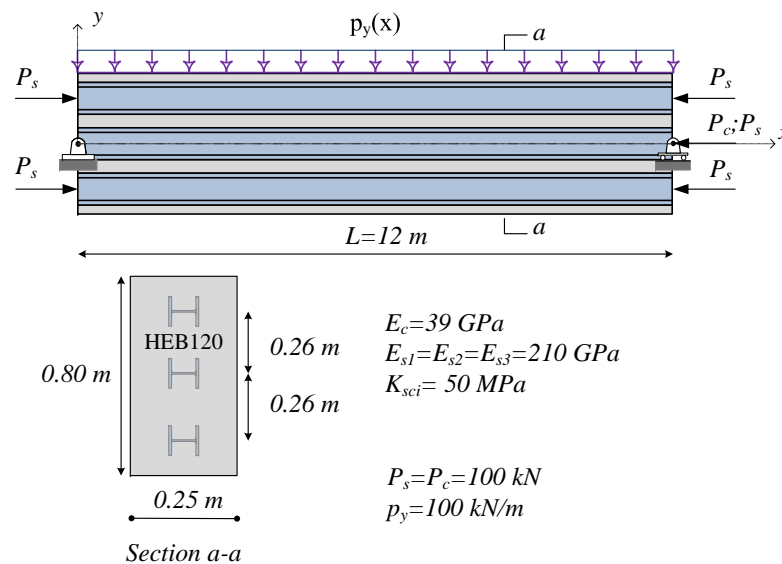 y
p_y(x)
a
P_s
P_s
P_c;P_s
P_s
P_s
a
L=12 m
HEB120
0.80 m
0.26 m
0.26 m
0.25 m
Section a-a
E_c=39 GPa
E_s1=E_s2=E_s3=210 GPa
K_sci= 50 MPa
P_s=P_c=100 kN
p_y=100 kN/m